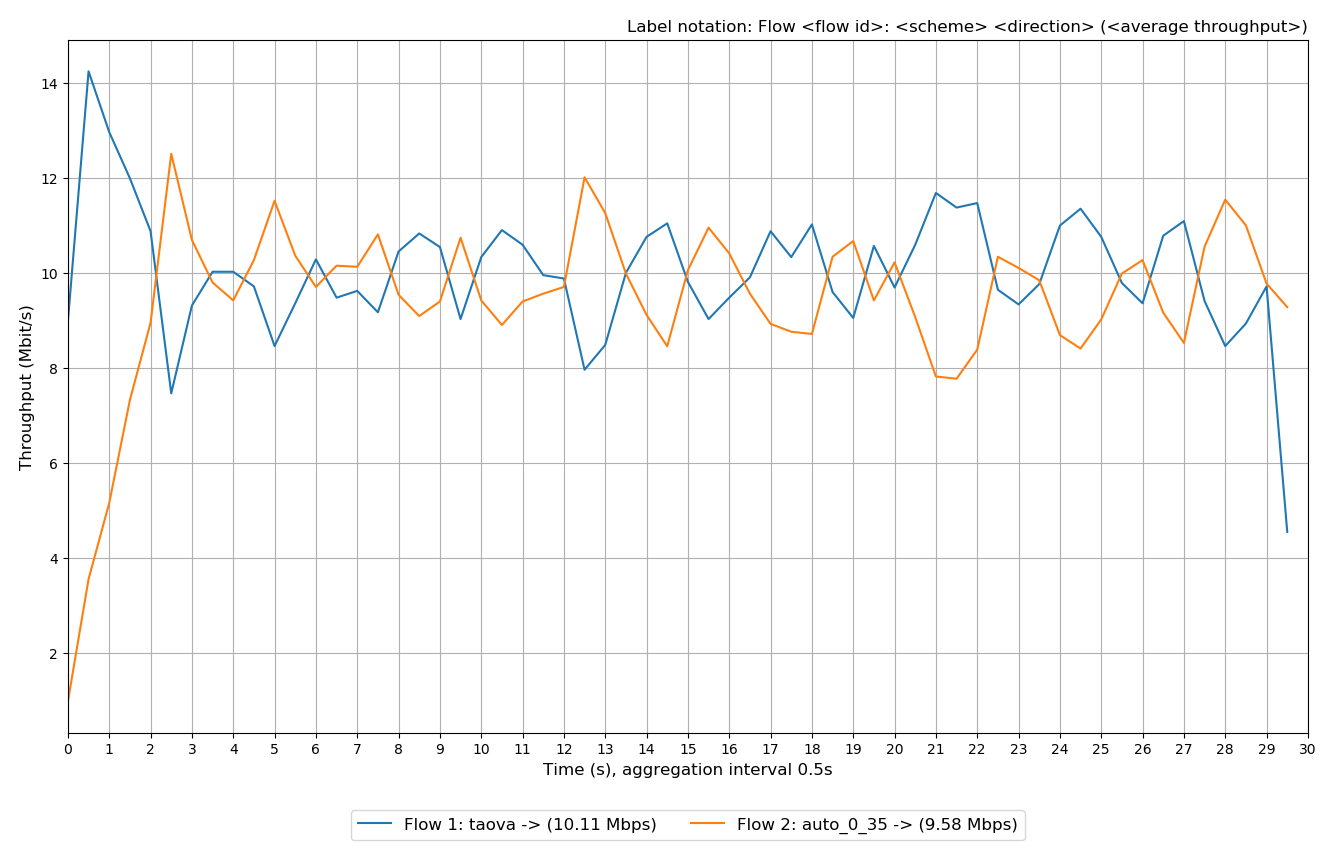 Label notation: Flow <flow id>: <scheme> <direction> (<average throughput>)
Throughput (Mbit/s)
14
12
10
8
6
4
2
0 1 2 3 4 5 6 7 8 9 10 11 12 13 14 15 16 17 18 19 20 21 22 23 24 25 26 27 28 29 30
Time (s), aggregation interval 0.5s
Flow 1: taova -> (10.11 Mbps) Flow 2: auto_0_35 -> (9.58 Mbps)